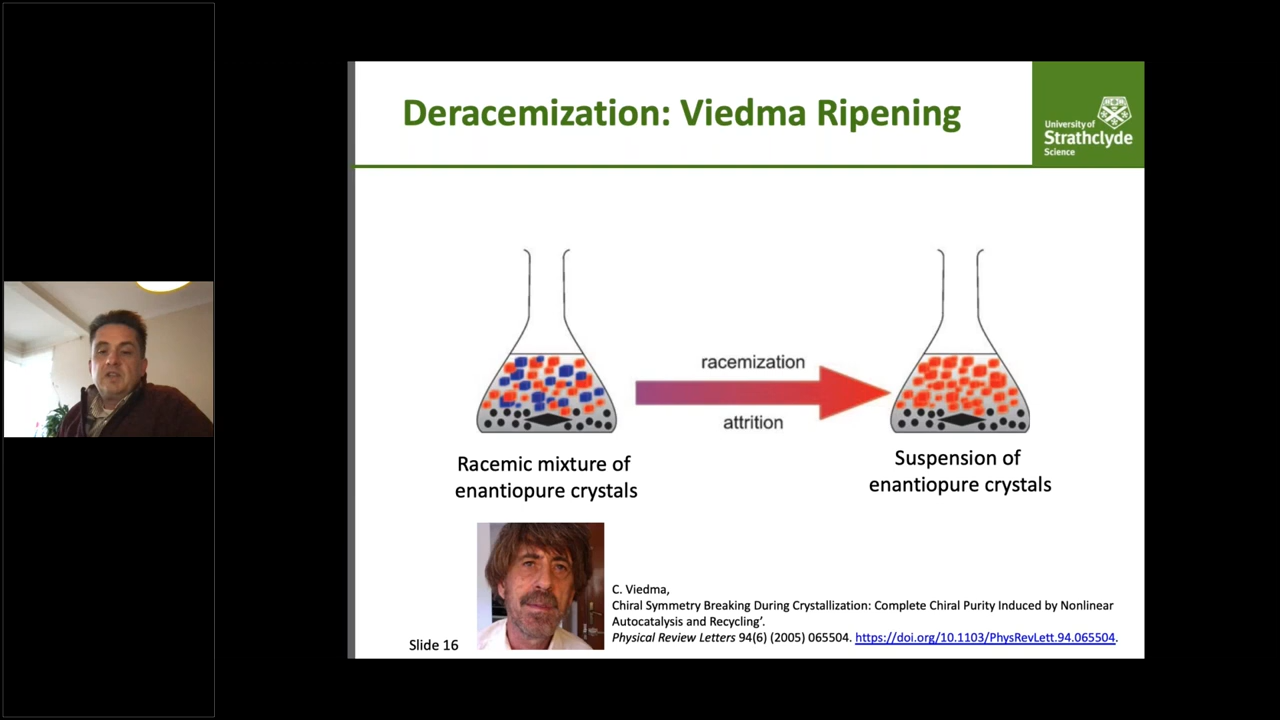 Deracemization: Viedma Ripening
University of
Strathclyde
Science
racemization
attrition
Racemic mixture of
enantiopure crystals
Suspension of
enantiopure crystals
C. Viedma,
Chiral Symmetry Breaking During Crystallization: Complete Chiral Purity Induced by Nonlinear
Autocatalysis and Recycling’.
Physical Review Letters 94(6) (2005) 065504. https://doi.org/10.1103/PhysRevLett.94.065504.
Slide 16